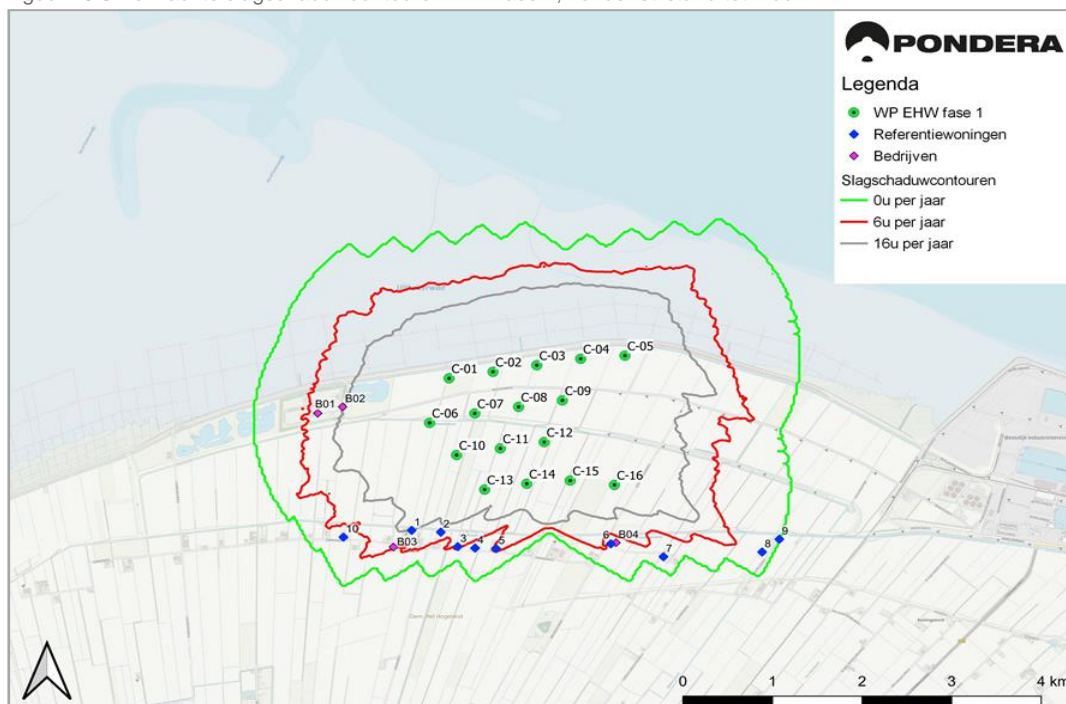 PONDERA
Legenda
WP EHW fase 1
Referentiewoningen
Bedrijven
Slagschaduwcontouren
0u per jaar
6u per jaar
16u per jaar
C-01
C-02
C-03
C-04
C-05
C-06
C-07
C-08
C-09
C-10
C-11
C-12
C-13
C-14
C-15
C-16
B01
B02
B03
B04
1
2
3
4
5
6
7
8
9
10
0 1 2 3 4 km